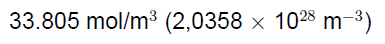 33.805 mol/m³ (2,0358 × 10²⁸ m⁻³)